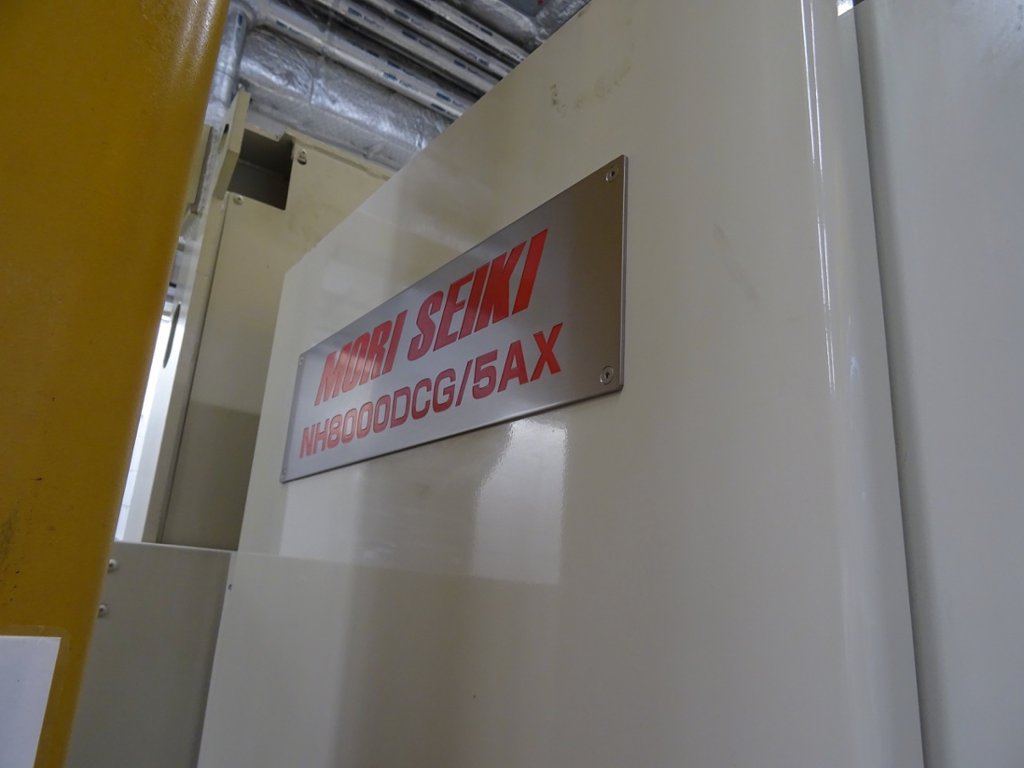 MORI SEIKI
NH8000DCG/5AX